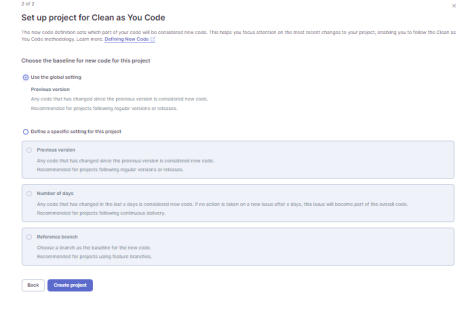 2 of 2
Set up project for Clean as You Code
The new code definition sets which part of your code will be considered new code. This helps you focus attention on the most recent changes to your project, enabling you to follow the Clean as
You Code methodology. Learn more: Defining New Code
Choose the baseline for new code for this project
Use the global setting
Previous version
Any code that has changed since the previous version is considered new code.
Recommended for projects following regular versions or releases.
Define a specific setting for this project
Previous version
Any code that has changed since the previous version is considered new code.
Recommended for projects following regular versions or releases.
Number of days
Any code that has changed in the last x days is considered new code. If no action is taken on a new issue after x days, this issue will become part of the overall code.
Recommended for projects following continuous delivery.
Reference branch
Choose a branch as the baseline for the new code.
Recommended for projects using feature branches.
Back
Create project